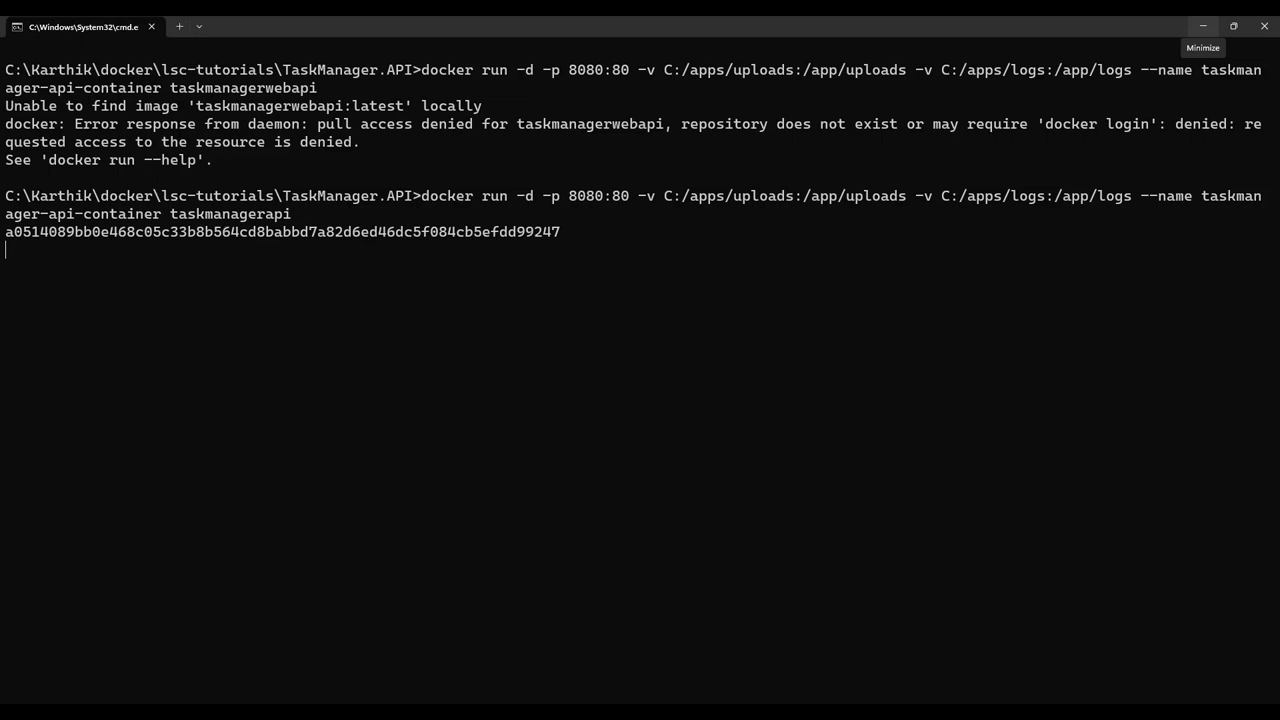 C:\Windows\System32\cmd.e
Minimize
C:\Karthik\docker\lsc-tutorials\TaskManager.API>docker run -d -p 8080:80 -v C:/apps/uploads:/app/uploads -v C:/apps/logs:/app/logs --name taskman
ager-api-container taskmanagerwebapi
Unable to find image 'taskmanagerwebapi:latest' locally
docker: Error response from daemon: pull access denied for taskmanagerwebapi, repository does not exist or may require 'docker login': denied: re
quested access to the resource is denied.
See 'docker run --help'.
C:\Karthik\docker\lsc-tutorials\TaskManager.API>docker run -d -p 8080:80 -v C:/apps/uploads:/app/uploads -v C:/apps/logs:/app/logs --name taskman
ager-api-container taskmanagerapi
a0514089bb0e468c05c33b8b564cd8babbd7a82d6ed46dc5f084cb5efdd99247